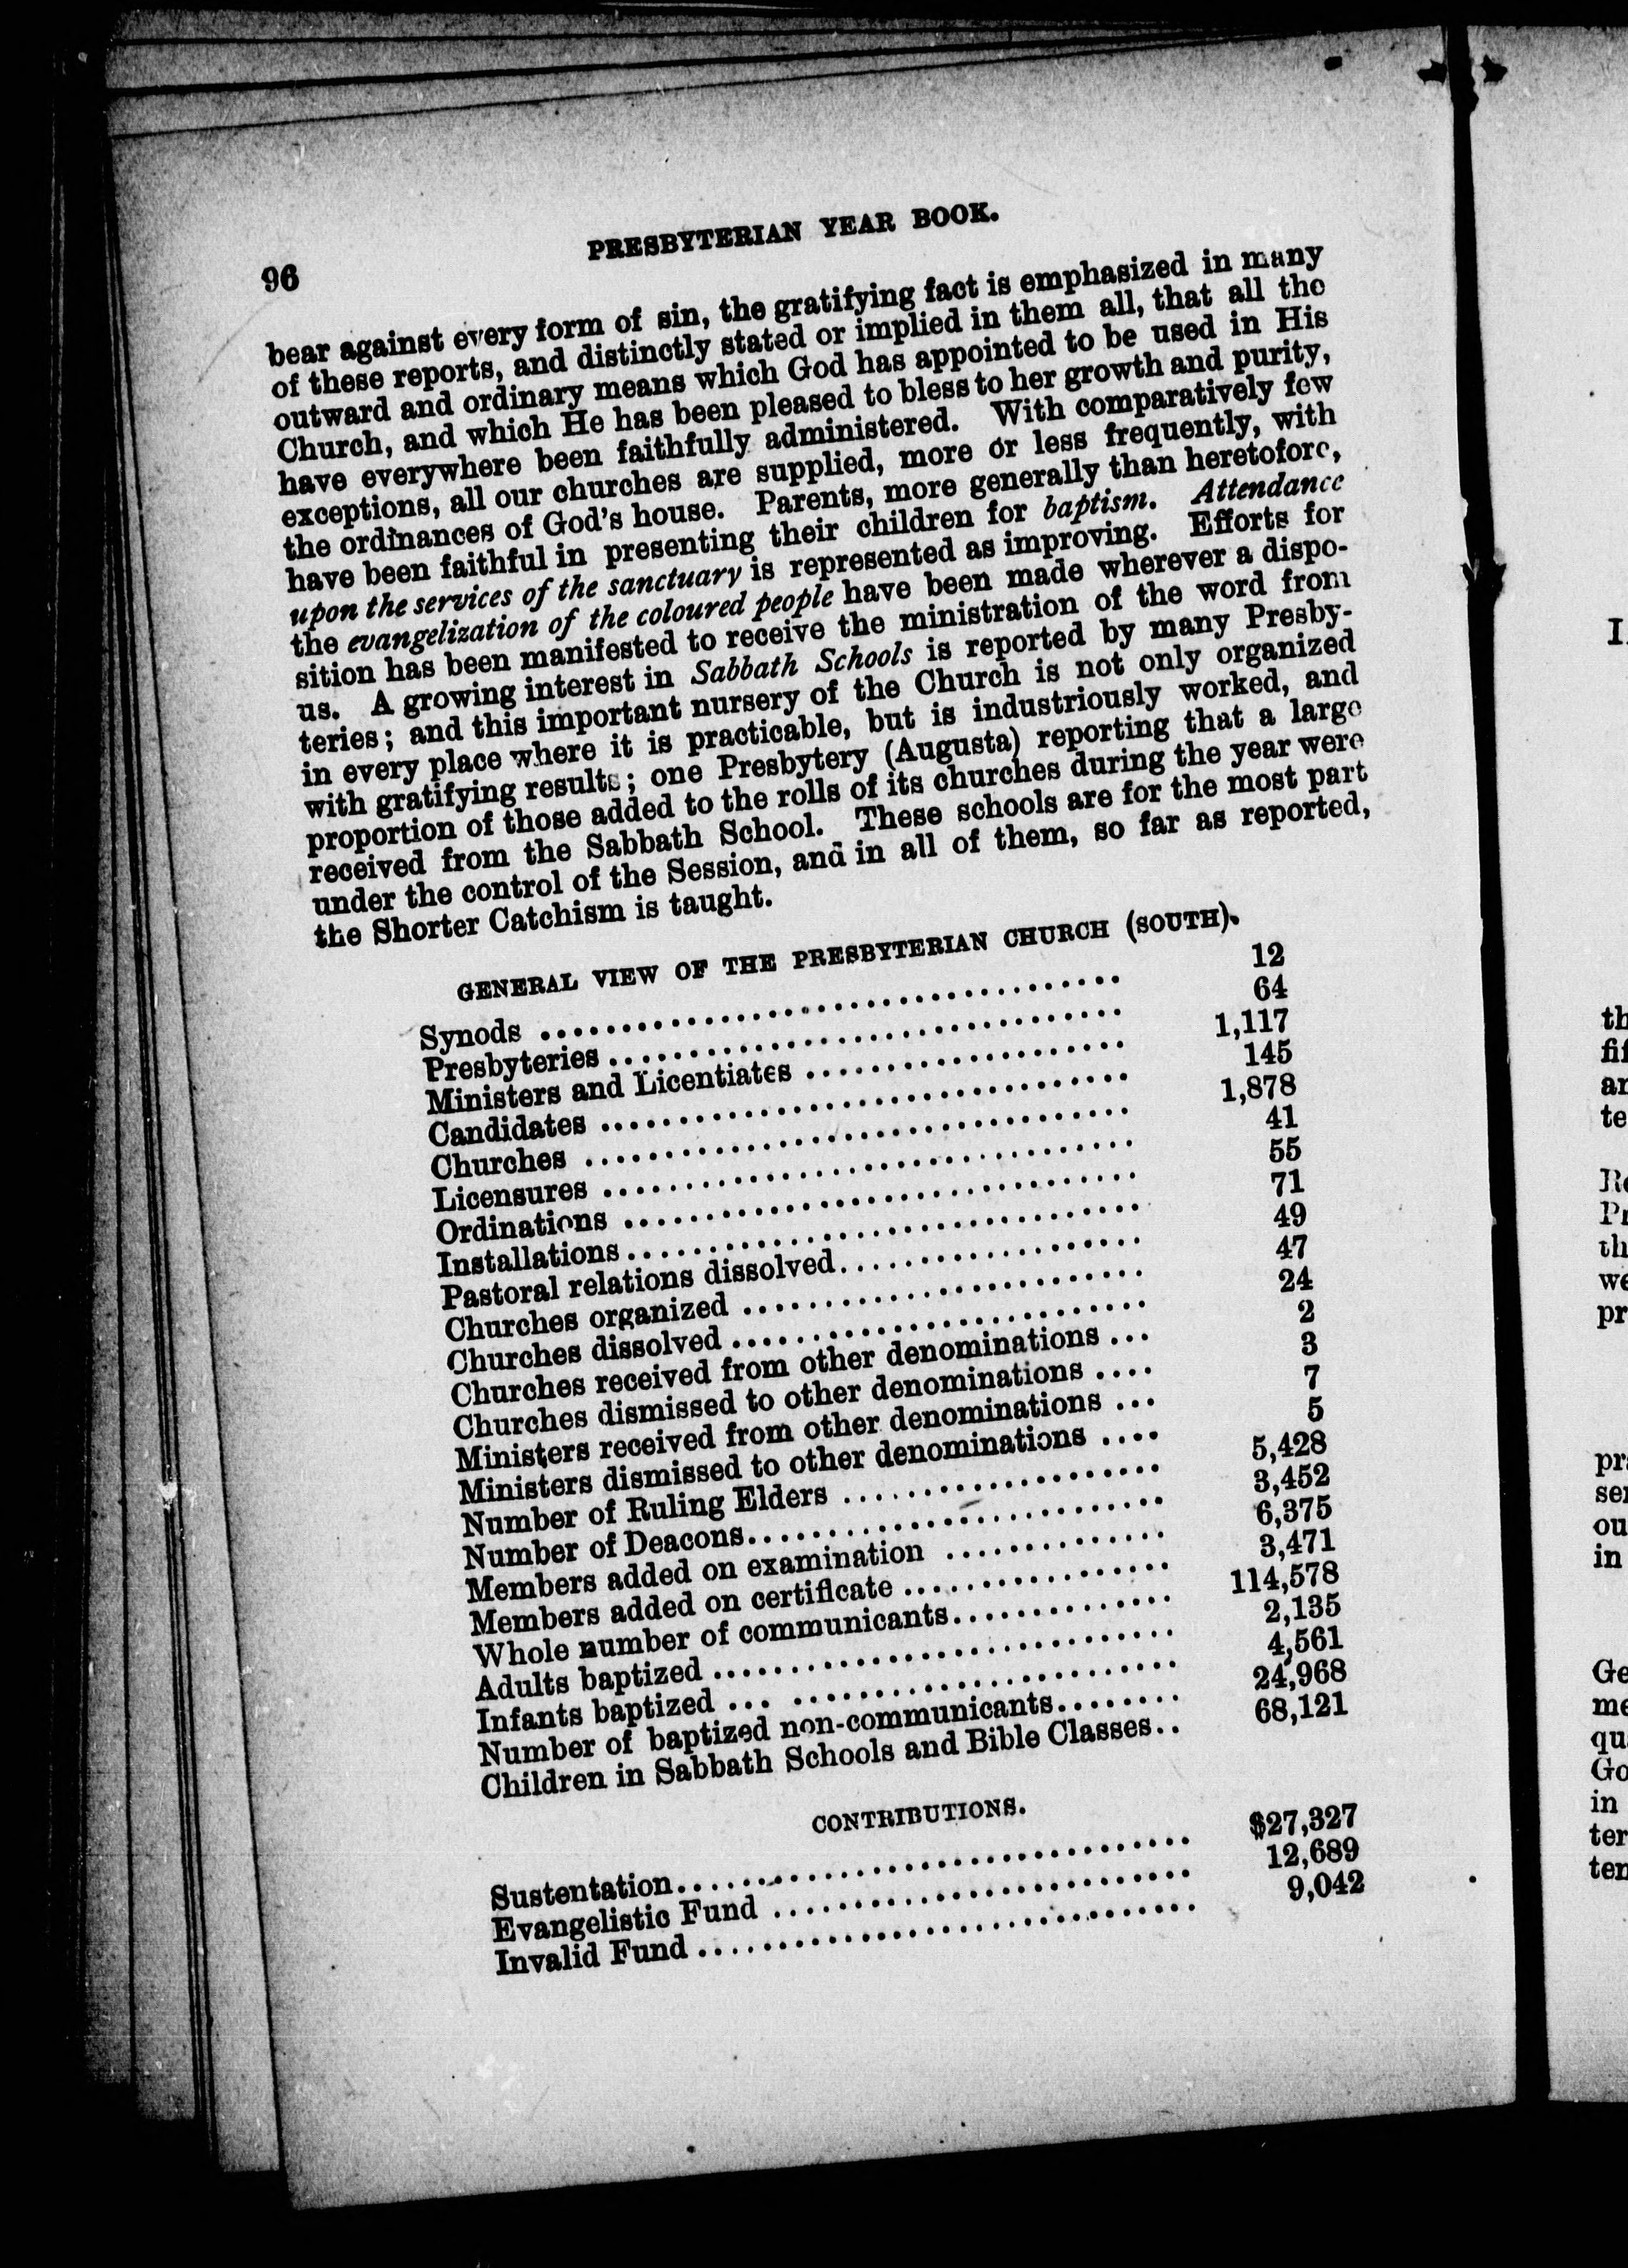 96
PRESBYTERIAN YEAR BOOK.
bear against every form of sin, the gratifying fact is emphasized in many
of these reports, and distinctly stated or implied in them all, that all the
outward and ordinary means which God has appointed to be used in His
Church, and which He has been pleased to bless to her growth and purity,
have everywhere been faithfully administered. With comparatively few
exceptions, all our churches are supplied, more or less frequently, with
the ordinances of God's house. Parents, more generally than heretofore,
have been faithful in presenting their children for baptism. Attendance
upon the services of the sanctuary is represented as improving. Efforts for
the evangelization of the coloured people have been made wherever a dispo-
sition has been manifested to receive the ministration of the word from
us. A growing interest in Sabbath Schools is reported by many Presby-
teries; and this important nursery of the Church is not only organized
in every place where it is practicable, but is industriously worked, and
with gratifying results; one Presbytery (Augusta) reporting that a large
proportion of those added to the rolls of its churches during the year were
received from the Sabbath School. These schools are for the most part
under the control of the Session, and in all of them, so far as reported,
the Shorter Catchism is taught.
GENERAL VIEW OF THE PRESBYTERIAN CHURCH (SOUTH).
Synods .................................... 12
Presbyteries ................................ 64
Ministers and Licentiates .................... 1,117
Candidates ................................. 145
Churches .................................. 1,878
Licensures ................................. 41
Ordinations ................................ 55
Installations ................................ 71
Pastoral relations dissolved................... 49
Churches organized ......................... 47
Churches dissolved .......................... 24
Churches received from other denominations ... 2
Churches dismissed to other denominations .... 3
Ministers received from other denominations ... 7
Ministers dismissed to other denominations .... 5
Number of Ruling Elders .................... 5,428
Number of Deacons.......................... 3,452
Members added on examination .............. 6,375
Members added on certificate ................. 3,471
Whole number of communicants.............. 114,578
Adults baptized ............................. 2,135
Infants baptized ... ........................ 4,561
Number of baptized non-communicants........ 24,968
Children in Sabbath Schools and Bible Classes.. 68,121
CONTRIBUTIONS.
Sustentation................................ $27,327
Evangelistic Fund .......................... 12,689
Invalid Fund ............................... 9,042
th
ar
te
we
pr
ou
in
Ge
me
qu
Go
in
ter